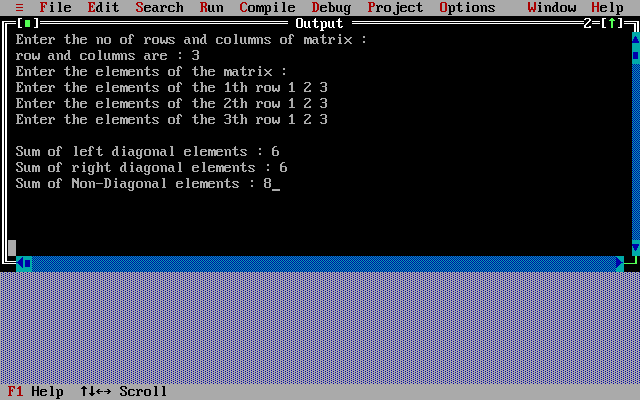 ≡ File Edit Search Run Compile Debug Project Options Window Help
[■] Output 2=[↑]
Enter the no of rows and columns of matrix :
row and columns are : 3
Enter the elements of the matrix :
Enter the elements of the 1th row 1 2 3
Enter the elements of the 2th row 1 2 3
Enter the elements of the 3th row 1 2 3
Sum of left diagonal elements : 6
Sum of right diagonal elements : 6
Sum of Non-Diagonal elements : 8_
F1 Help ↑↓←→ Scroll